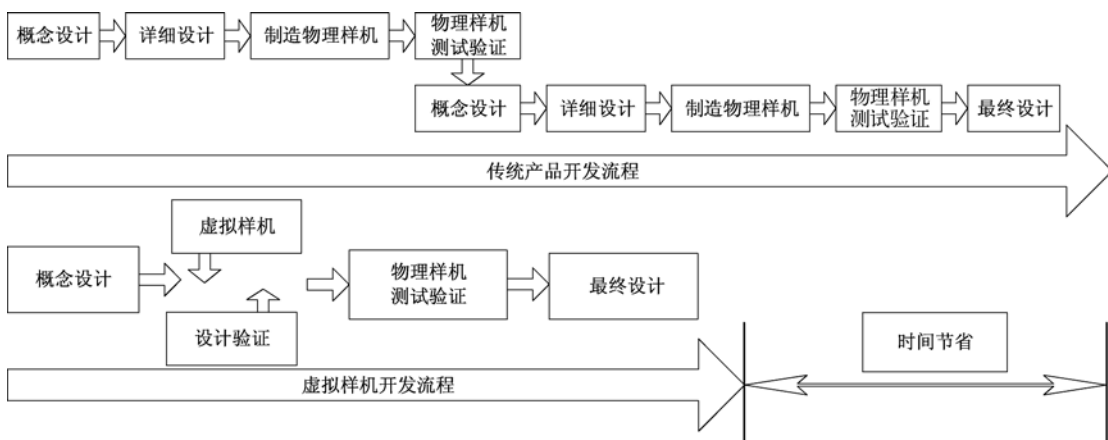 概念设计
详细设计
制造物理样机
物理样机
测试验证
概念设计
详细设计
制造物理样机
物理样机
测试验证
最终设计
传统产品开发流程
虚拟样机
概念设计
物理样机
测试验证
最终设计
设计验证
时间节省
虚拟样机开发流程